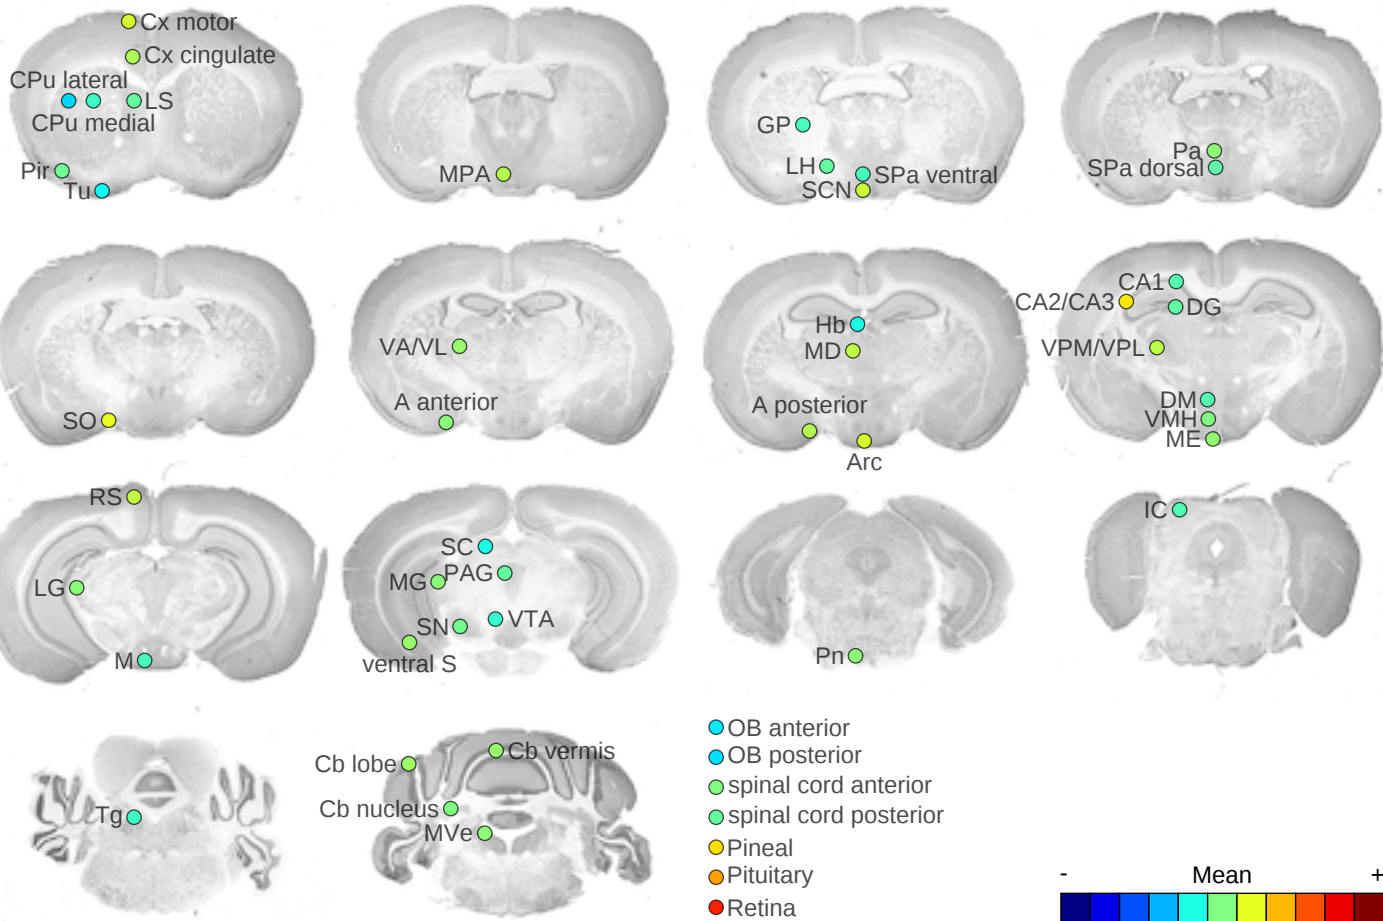 Cx motor
Cx cingulate
CPu lateral
LS
CPu medial
Pir
Tu
MPA
GP
LH
SPa ventral
SCN
Pa
SPa dorsal
SO
VA/VL
A anterior
Hb
MD
A posterior
Arc
CA1
CA2/CA3
DG
VPM/VPL
DM
VMH
ME
RS
LG
M
SC
PAG
MG
VTA
SN
ventral S
Pn
IC
Tg
Cb lobe
Cb vermis
Cb nucleus
MVe
OB anterior
OB posterior
spinal cord anterior
spinal cord posterior
Pineal
Pituitary
Retina
- Mean +